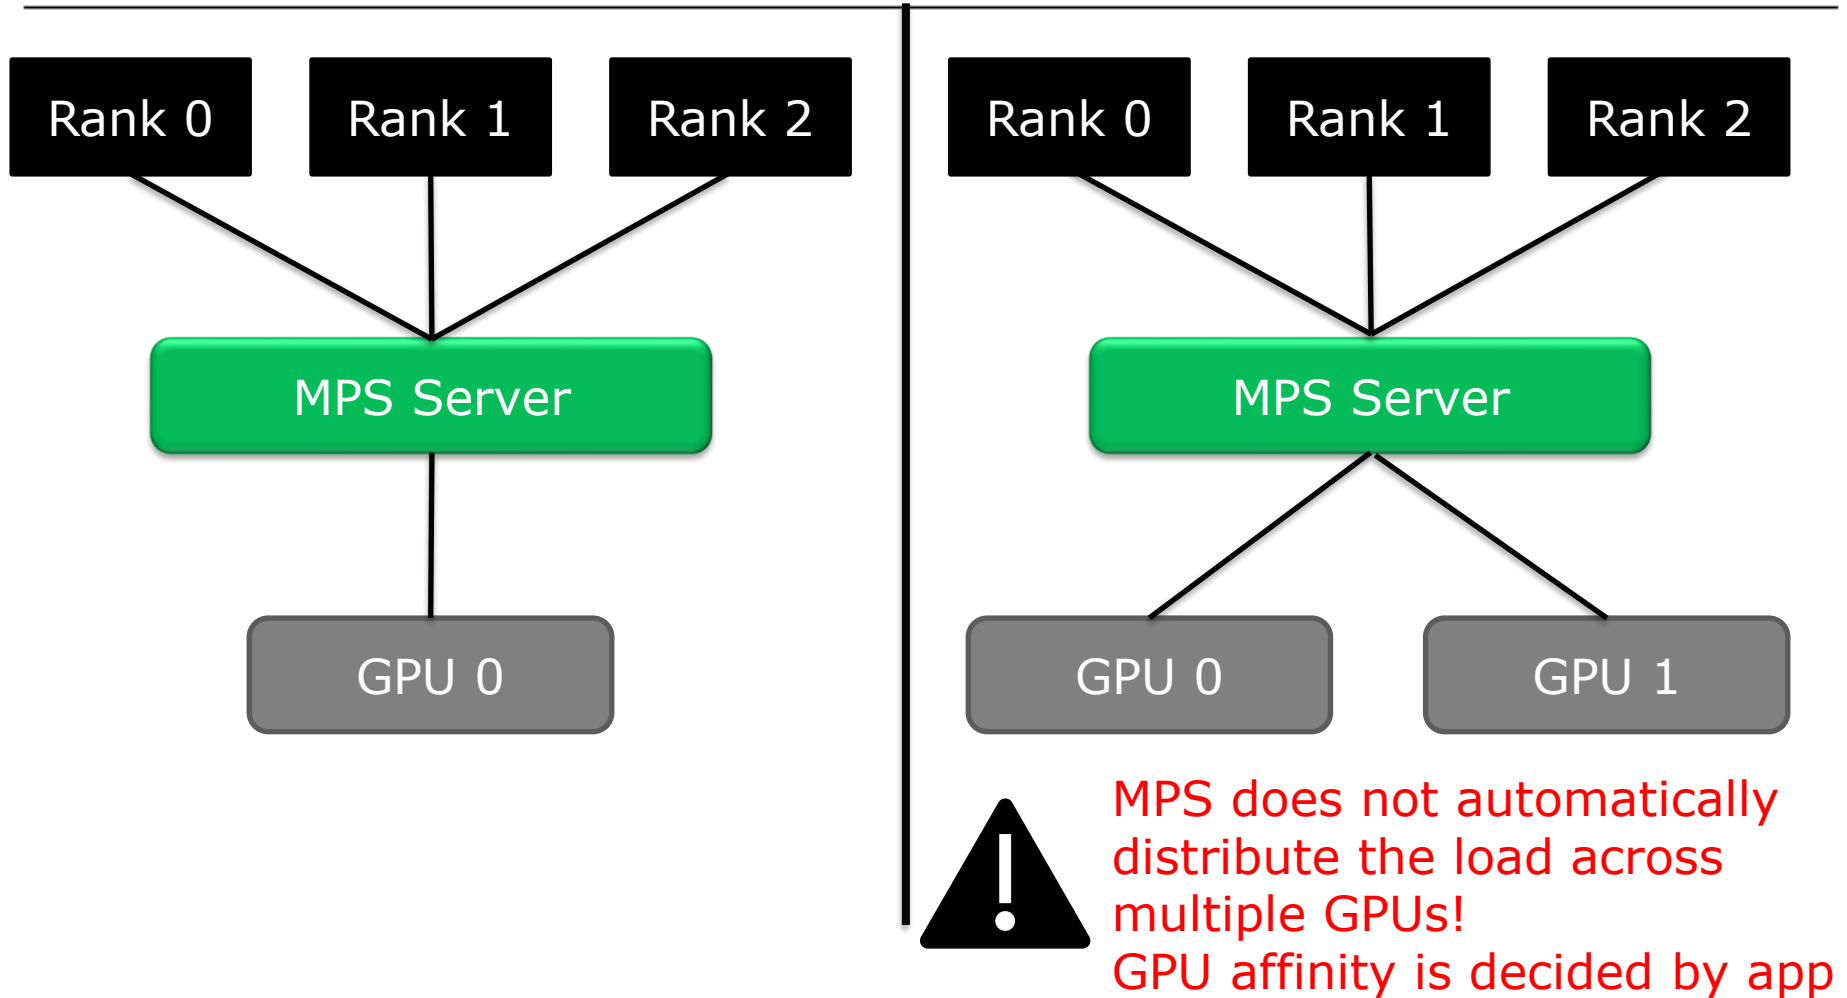 Rank 0
Rank 1
Rank 2
MPS Server
GPU 0
Rank 0
Rank 1
Rank 2
MPS Server
GPU 0
GPU 1
MPS does not automatically
distribute the load across
multiple GPUs!
GPU affinity is decided by app